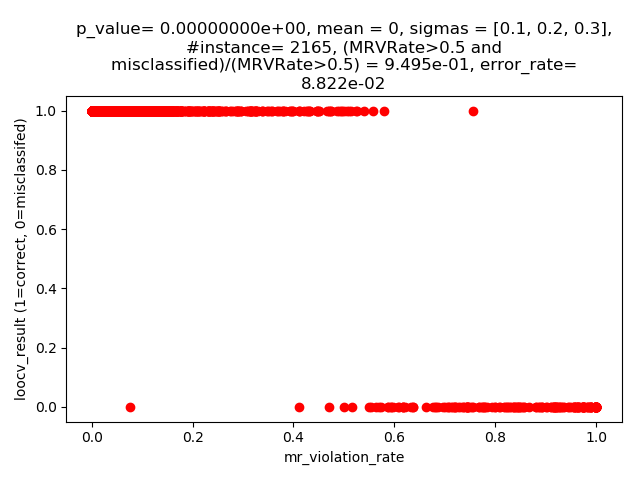 p_value= 0.00000000e+00, mean = 0, sigmas = [0.1, 0.2, 0.3],
#instance= 2165, (MRVRate>0.5 and
misclassified)/(MRVRate>0.5) = 9.495e-01, error_rate=
8.822e-02
loocv_result (1=correct, 0=misclassifed)
1.0
0.8
0.6
0.4
0.2
0.0
0.0 0.2 0.4 0.6 0.8 1.0
mr_violation_rate